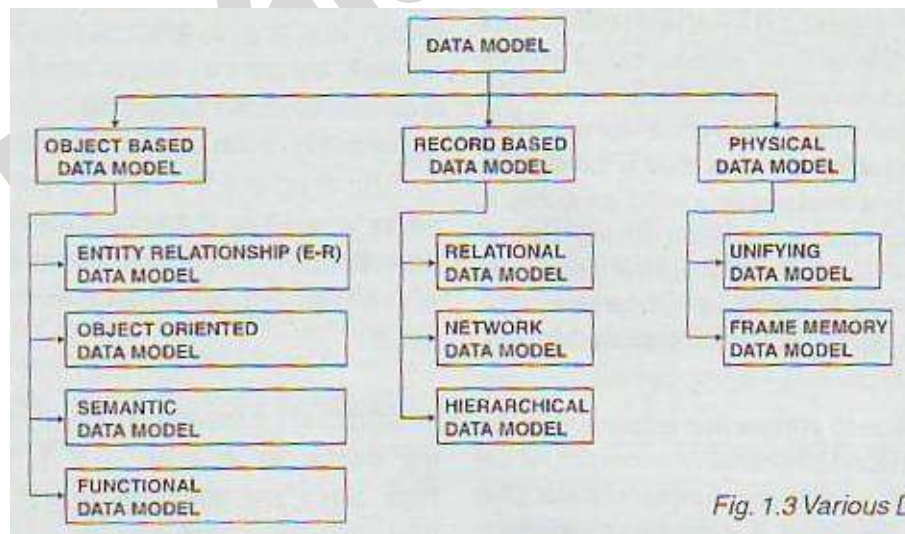 DATA MODEL
OBJECT BASED
DATA MODEL
RECORD BASED
DATA MODEL
PHYSICAL
DATA MODEL
ENTITY RELATIONSHIP (E-R)
DATA MODEL
OBJECT ORIENTED
DATA MODEL
SEMANTIC
DATA MODEL
FUNCTIONAL
DATA MODEL
RELATIONAL
DATA MODEL
NETWORK
DATA MODEL
HIERARCHICAL
DATA MODEL
UNIFYING
DATA MODEL
FRAME MEMORY
DATA MODEL
Fig. 1.3 Various